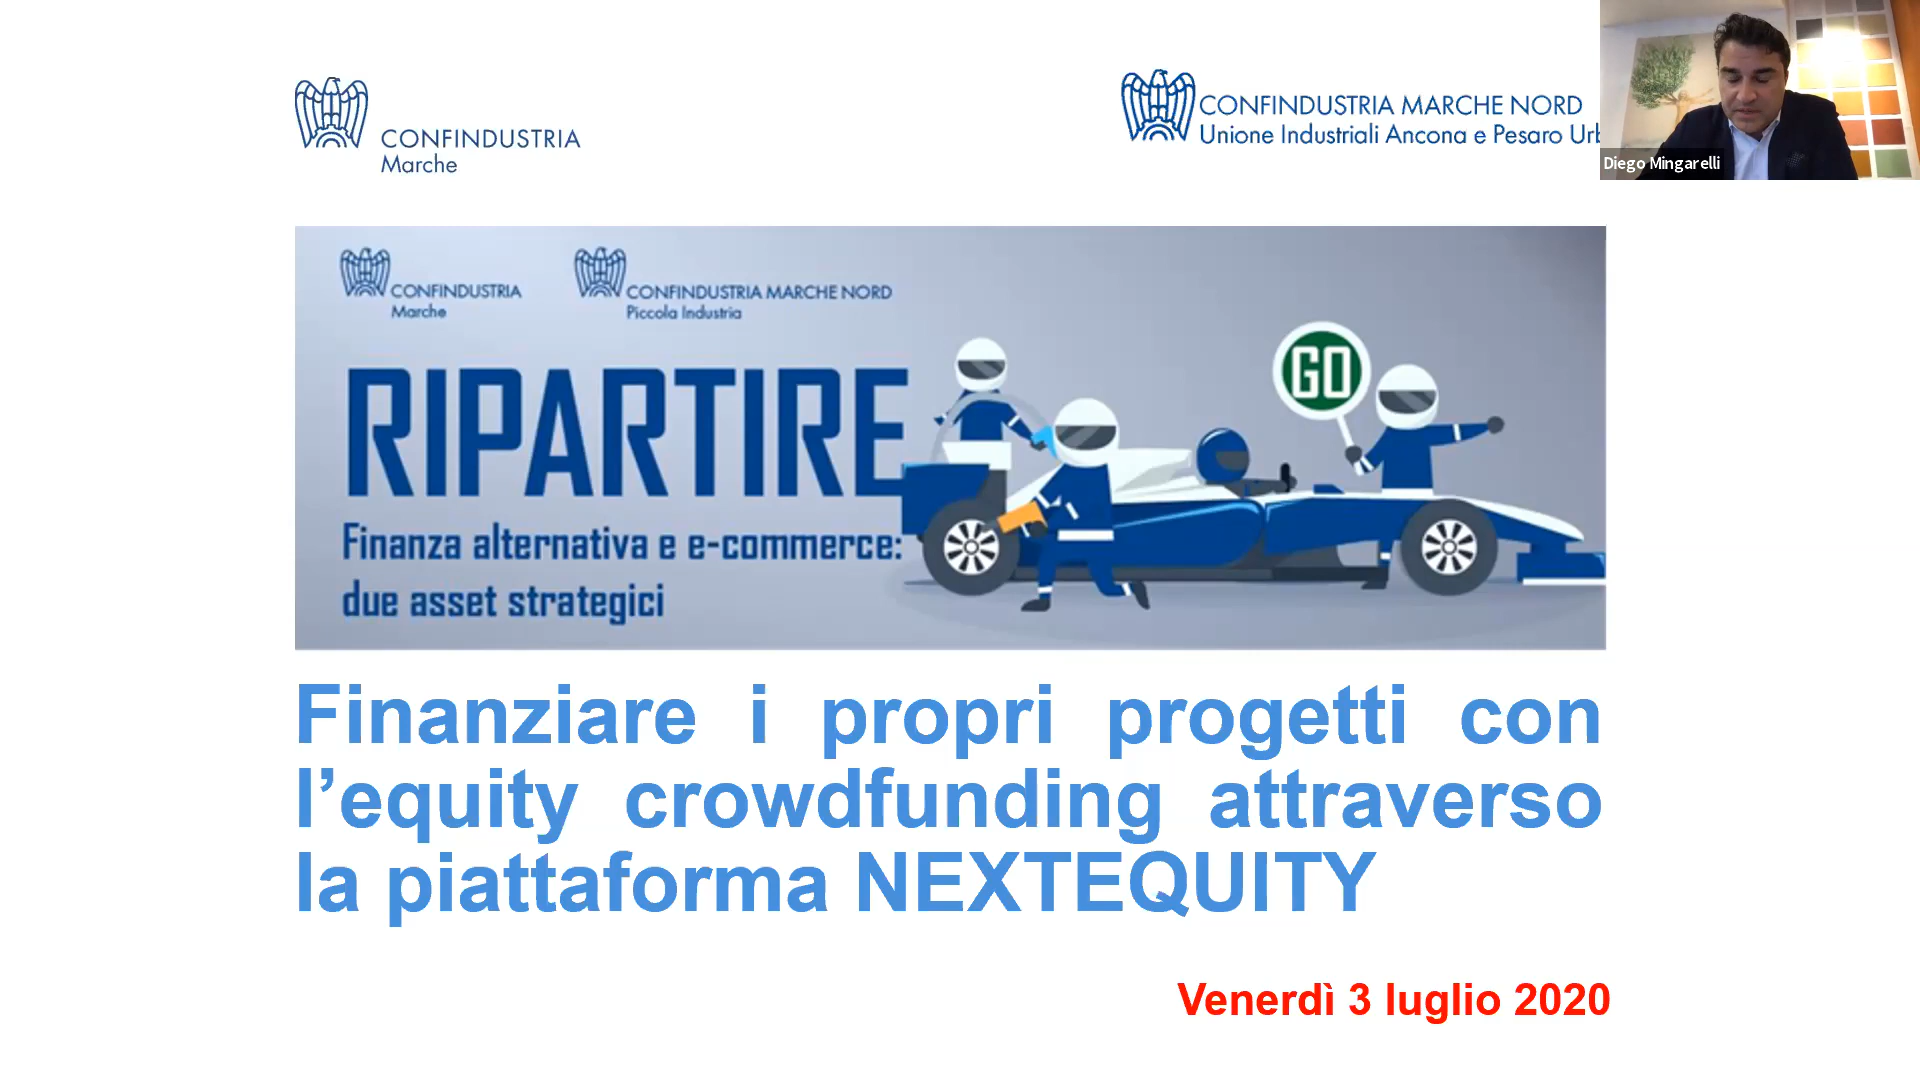 CONFINDUSTRIA
Marche
CONFINDUSTRIA MARCHE NORD
Unione Industriali Ancona e Pesaro Urb
Diego Mingarelli
CONFINDUSTRIA
Marche
CONFINDUSTRIA MARCHE NORD
Piccola Industria
RIPARTIRE
Finanza alternativa e e-commerce:
due asset strategici
GO
Finanziare i propri progetti con
l’equity crowdfunding attraverso
la piattaforma NEXTEQUITY
Venerdì 3 luglio 2020